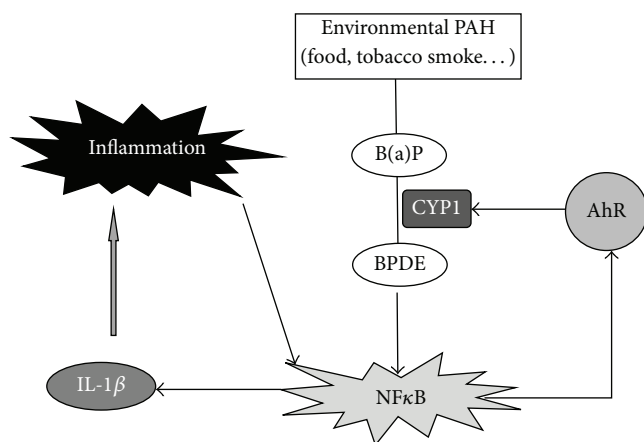 Environmental PAH
(food, tobacco smoke...)
Inflammation
B(a)P
CYP1
AhR
BPDE
IL-1β
NFκB